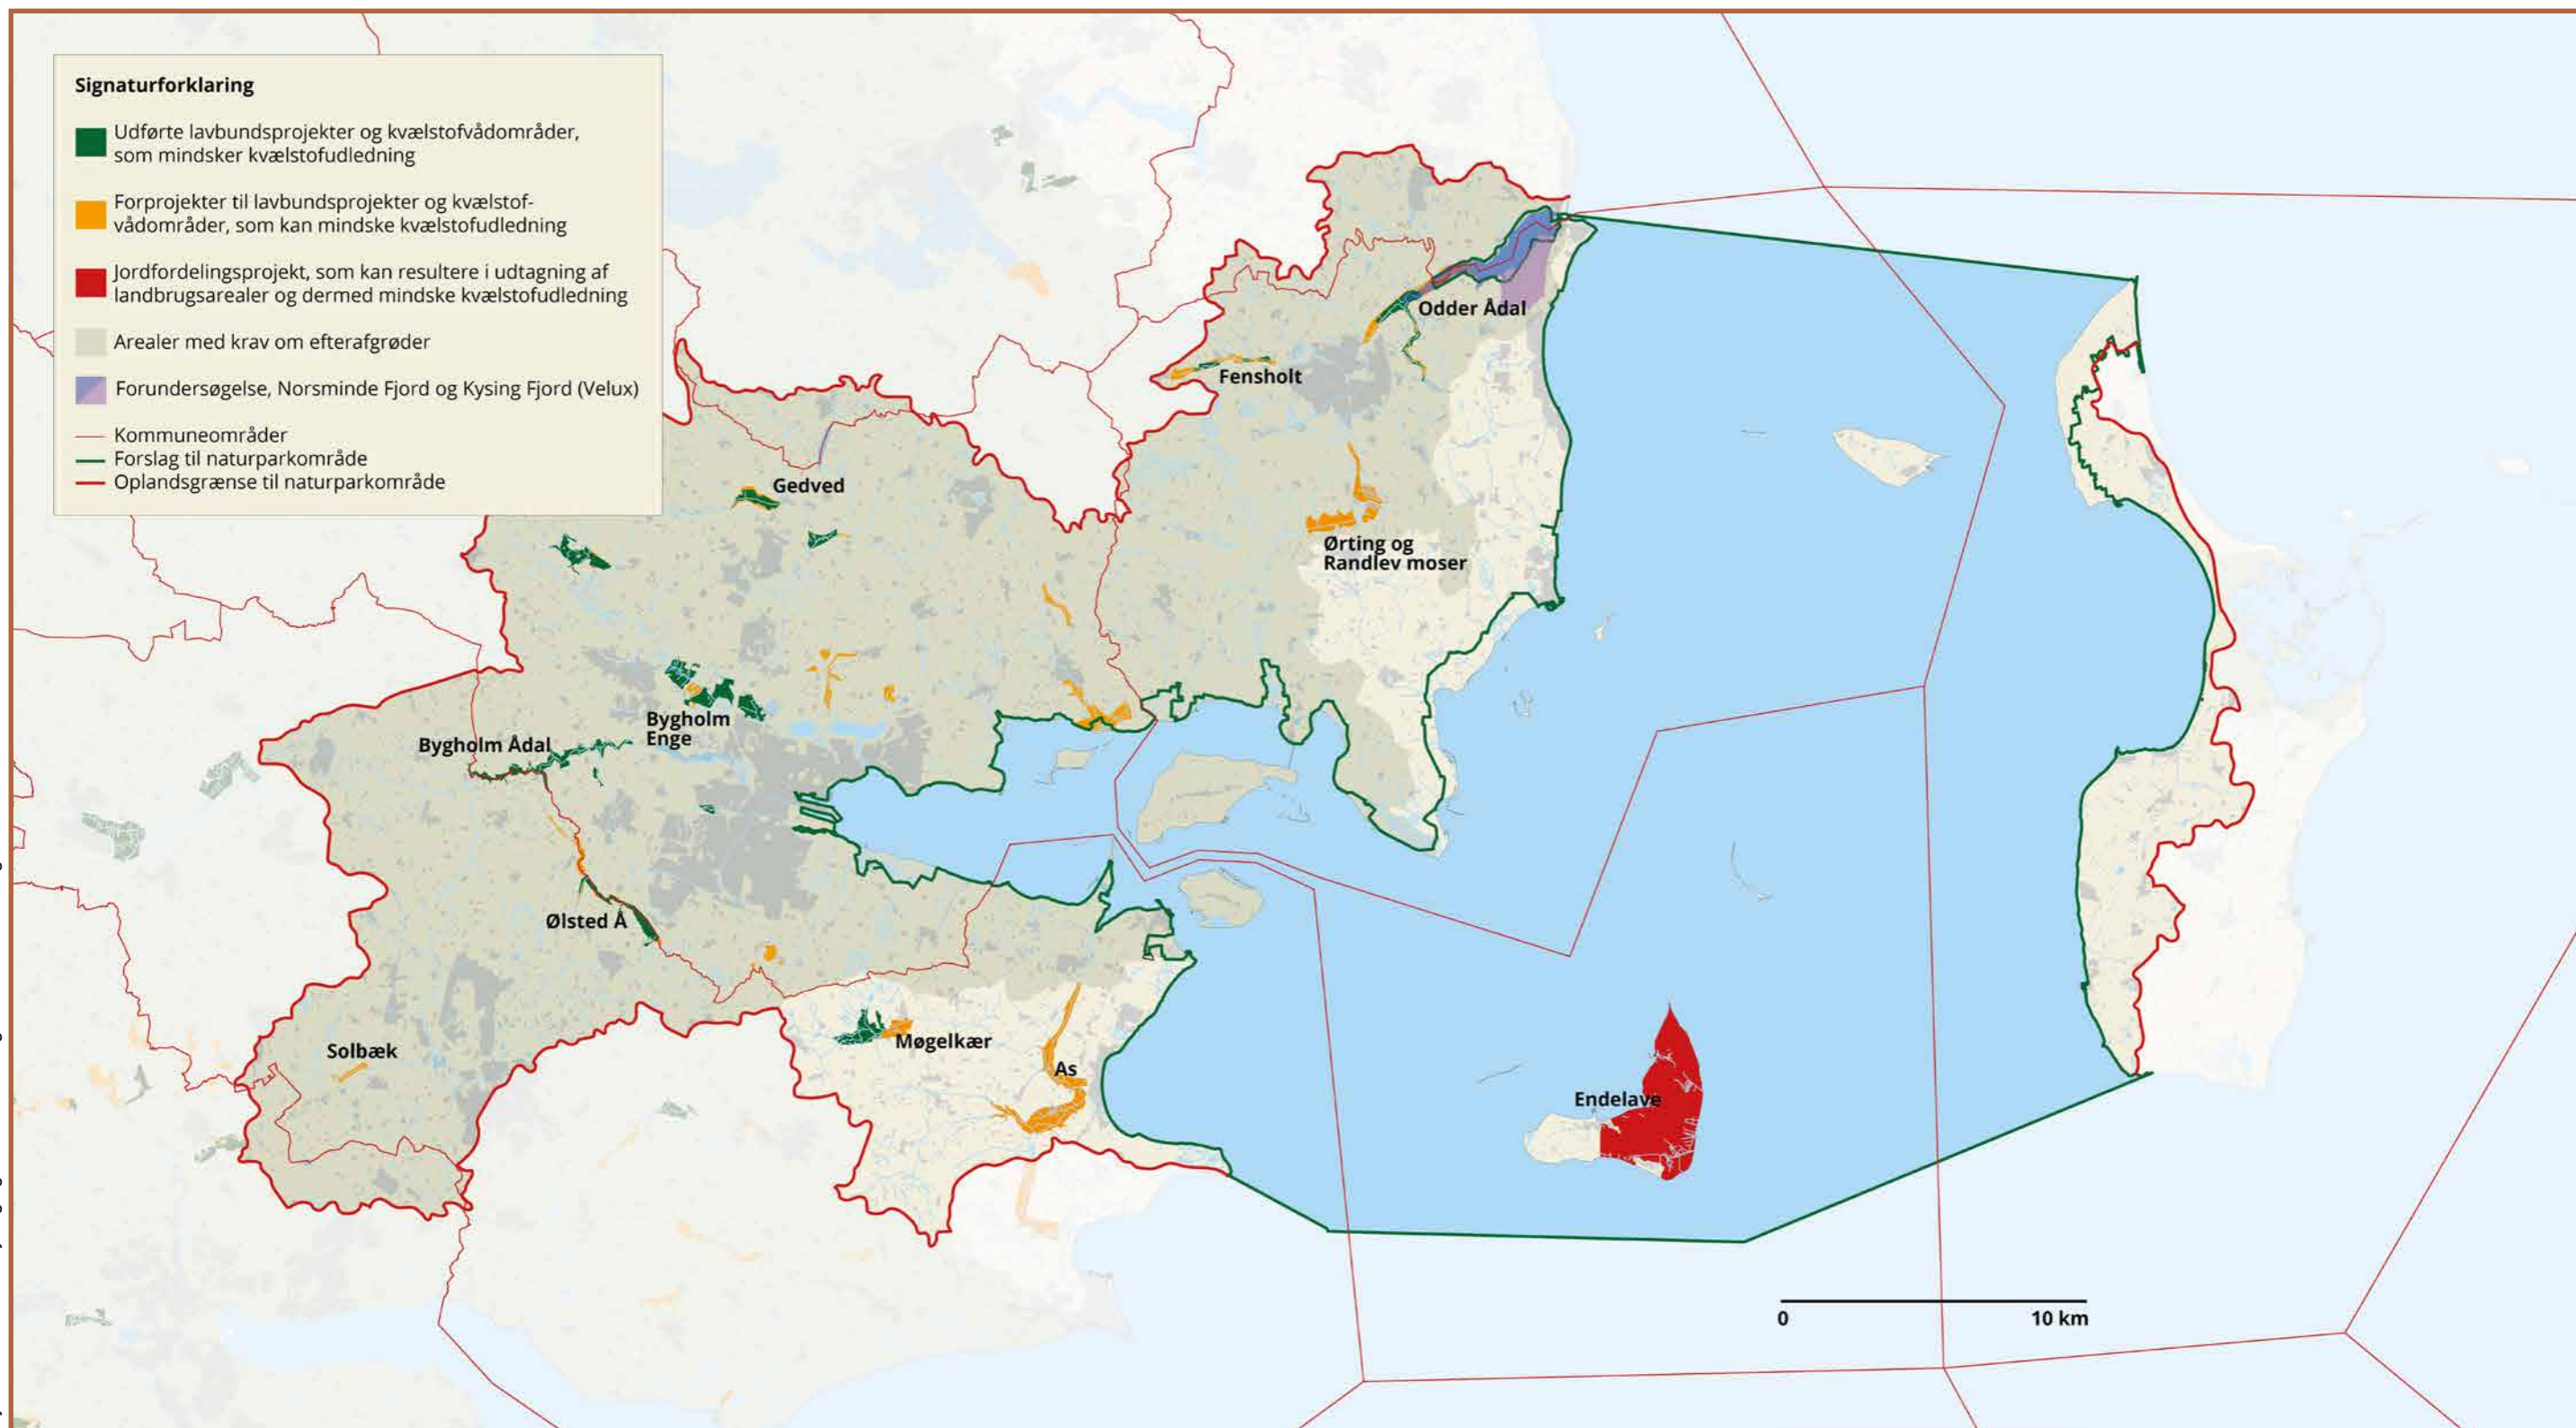 Signaturforklaring
Udførte lavbundsprojekter og kvælstofvådområder,
som mindsker kvælstofudledning
Forprojekter til lavbundsprojekter og kvælstof-
vådområder, som kan mindske kvælstofudledning
Jordfordelingsprojekt, som kan resultere i udtagning af
landbrugsarealer og dermed mindske kvælstofudledning
Arealer med krav om efterafgrøder
Forundersøgelse, Norsminde Fjord og Kysing Fjord (Velux)
Kommuneområder
Forslag til naturparkområde
Oplandsgrænse til naturparkområde
Odder Ådal
Fensholt
Gedved
Ørting og
Randlev moser
Bygholm
Enge
Bygholm Ådal
Ølsted Å
Solbæk
Møgelkær
As
Endelave
0
10 km